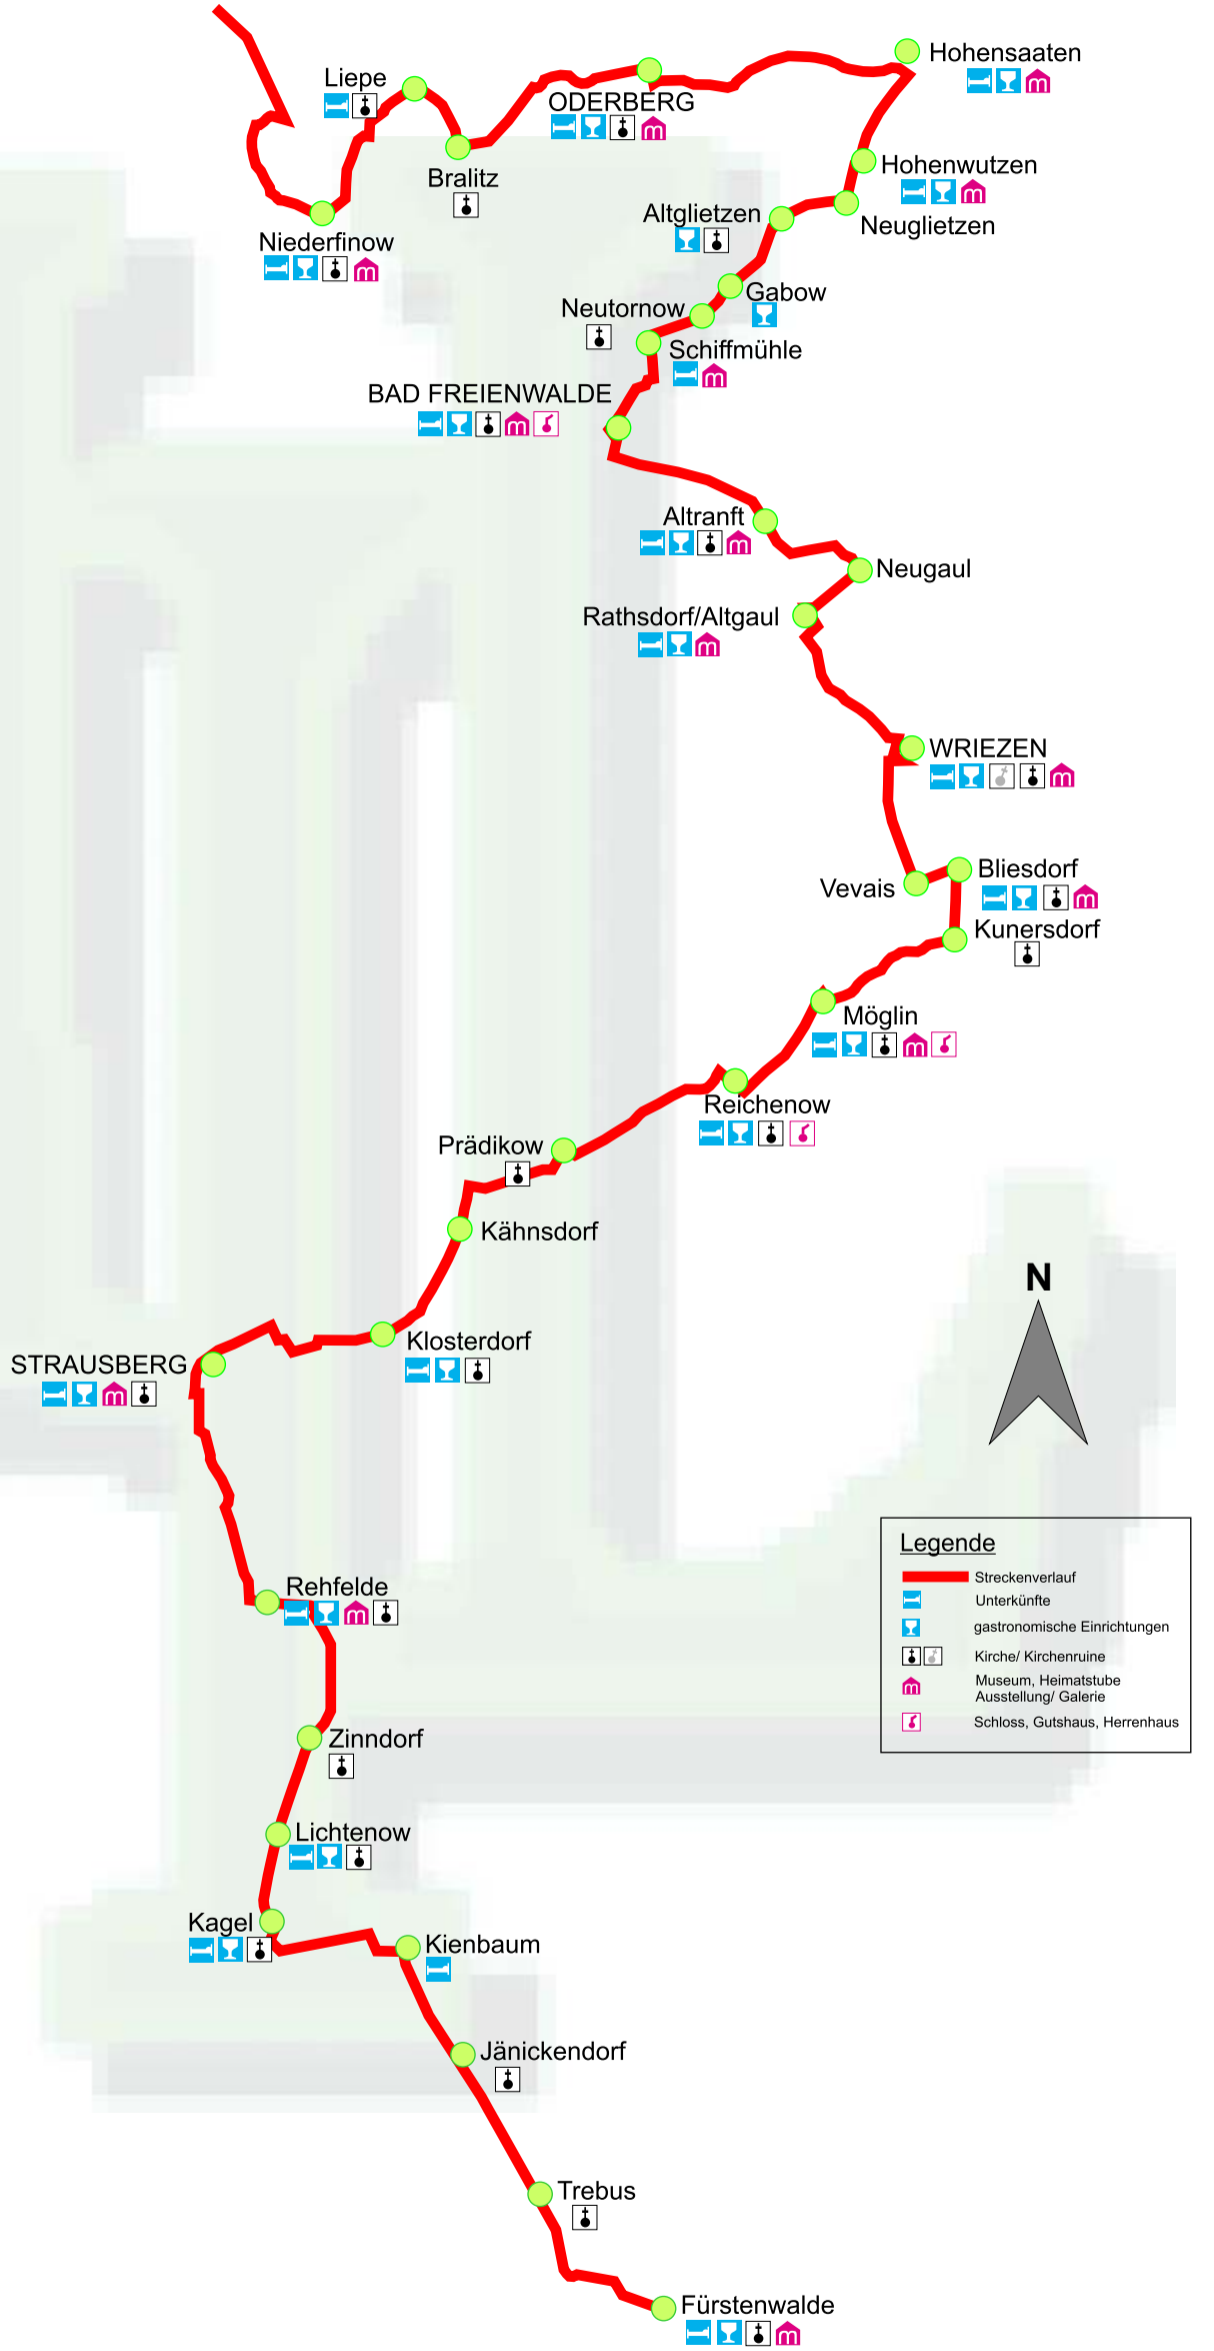 Hohensaaten
Liepe
ODERBERG
Hohenwutzen
Bralitz
Altglietzen
Neuglietzen
Niederfinow
Gabow
Neutornow
Schiffmühle
BAD FREIENWALDE
Altranft
Neugaul
Rathsdorf/Altgaul
WRIEZEN
Bliesdorf
Vevais
Kunersdorf
Möglin
Reichenow
Prädikow
Kähnsdorf
N
Klosterdorf
STRAUSBERG
Legende
Streckenverlauf
Unterkünfte
gastronomische Einrichtungen
Kirche/ Kirchenruine
Museum, Heimatstube
Ausstellung/ Galerie
Schloss, Gutshaus, Herrenhaus
Rehfelde
Zinndorf
Lichtenow
Kagel
Kienbaum
Jänickendorf
Trebus
Fürstenwalde